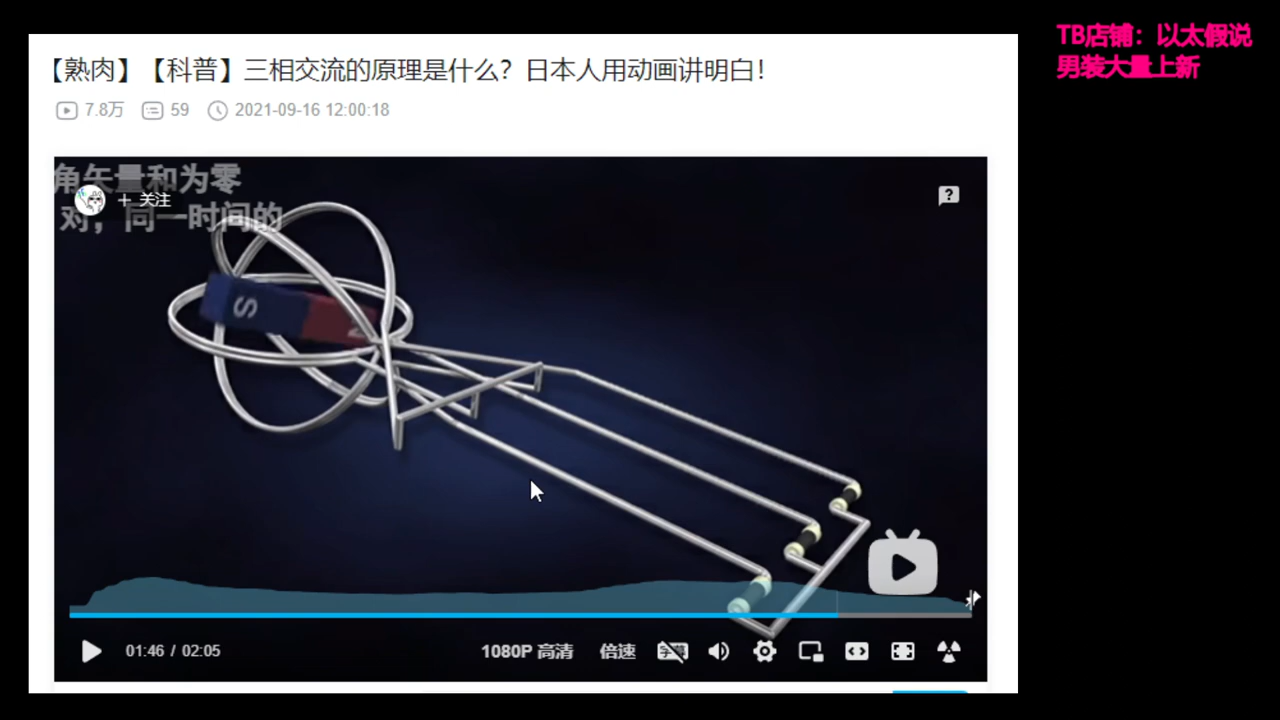 TB店铺：以太假说
男装大量上新
【熟肉】【科普】三相交流的原理是什么？日本人用动画讲明白！
7.8万 59 2021-09-16 12:00:18
角矢量和为零
+ 关注
对，同一时间的
S
N
01:46 / 02:05 1080P 高清 倍速 字幕